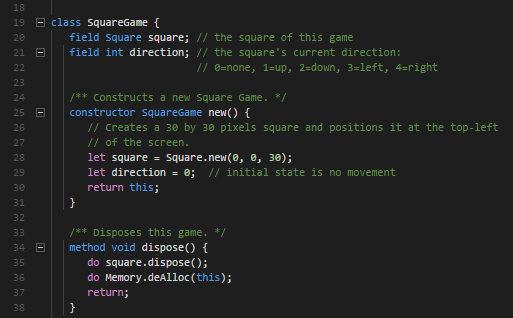 18
19 class SquareGame {
20 field Square square; // the square of this game
21 field int direction; // the square's current direction:
22 // 0=none, 1=up, 2=down, 3=left, 4=right
23
24 /** Constructs a new Square Game. */
25 constructor SquareGame new() {
26 // Creates a 30 by 30 pixels square and positions it at the top-left
27 // of the screen.
28 let square = Square.new(0, 0, 30);
29 let direction = 0; // initial state is no movement
30 return this;
31 }
32
33 /** Disposes this game. */
34 method void dispose() {
35 do square.dispose();
36 do Memory.deAlloc(this);
37 return;
38 }